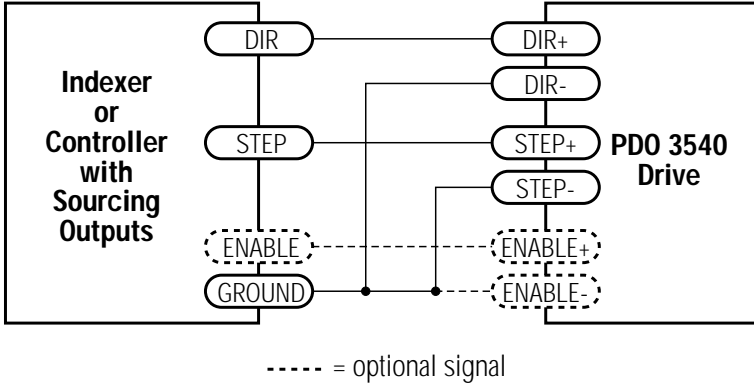 Indexer
or
Controller
with
Sourcing
Outputs
DIR
STEP
ENABLE
GROUND
DIR+
DIR-
STEP+
STEP-
ENABLE+
ENABLE-
PDO 3540
Drive
= optional signal